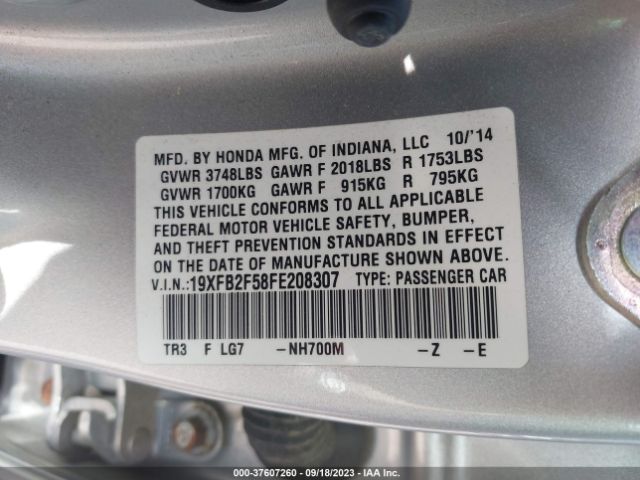 MFD. BY HONDA MFG. OF INDIANA, LLC 10/'14
GVWR 3748LBS GAWR F 2018LBS R 1753LBS
GVWR 1700KG GAWR F 915KG R 795KG
THIS VEHICLE CONFORMS TO ALL APPLICABLE
FEDERAL MOTOR VEHICLE SAFETY, BUMPER,
AND THEFT PREVENTION STANDARDS IN EFFECT
ON THE DATE OF MANUFACTURE SHOWN ABOVE.
V.I.N.:19XFB2F58FE208307 TYPE: PASSENGER CAR
TR3 F LG7 -NH700M -Z -E
000-37607260 - 09/18/2023 - IAA Inc.